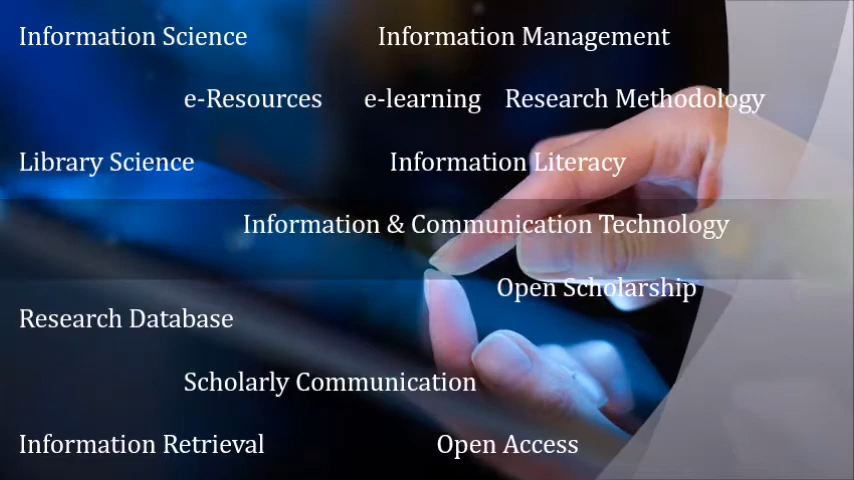 Information Science Information Management
e-Resources e-learning Research Methodology
Library Science Information Literacy
Information & Communication Technology
Open Scholarship
Research Database
Scholarly Communication
Information Retrieval Open Access